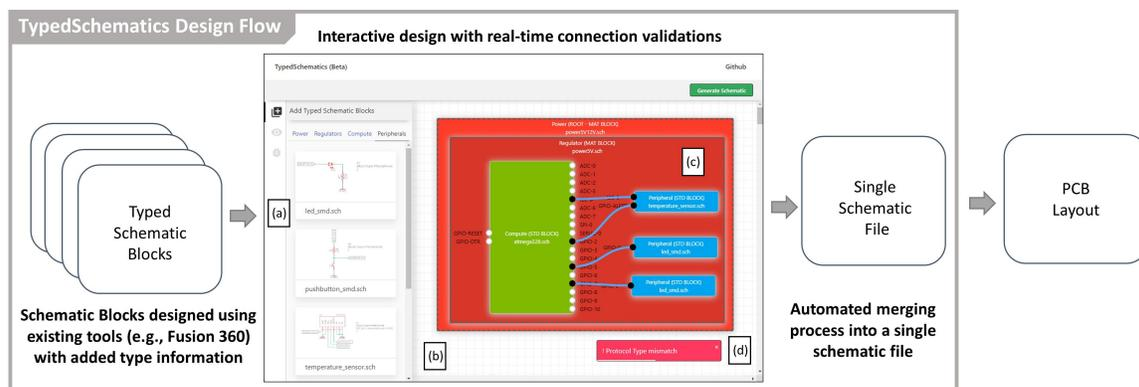 TypedSchematics Design Flow
Interactive design with real-time connection validations
TypedSchematics (Beta)
Github
Generate Schematic
Add Typed Schematic Blocks
Power Regulators Compute Peripherals
led_smd.sch
pushbutton_smd.sch
temperature_sensor.sch
(a)
(b)
Power (ROOT - MAT BLOCK)
power5V12V.sch
Regulator (MAT BLOCK)
power5V.sch
(c)
ADC-0
ADC-1
ADC-2
ADC-3
ADC-6
ADC-7
GPI-0
GPIO-2
GPIO-3
GPIO-4
GPIO-5
GPIO-6
GPIO-8
GPIO-9
GPIO-10
GPIO-RESET
GPIO-DTR
Compute (STD BLOCK)
atmega328.sch
Peripheral (STD BLOCK)
temperature_sensor.sch
Peripheral (STD BLOCK)
led_smd.sch
Peripheral (STD BLOCK)
led_smd.sch
! Protocol Type mismatch
(d)
Typed
Schematic
Blocks
Schematic Blocks designed using
existing tools (e.g., Fusion 360)
with added type information
Single
Schematic
File
Automated merging
process into a single
schematic file
PCB
Layout